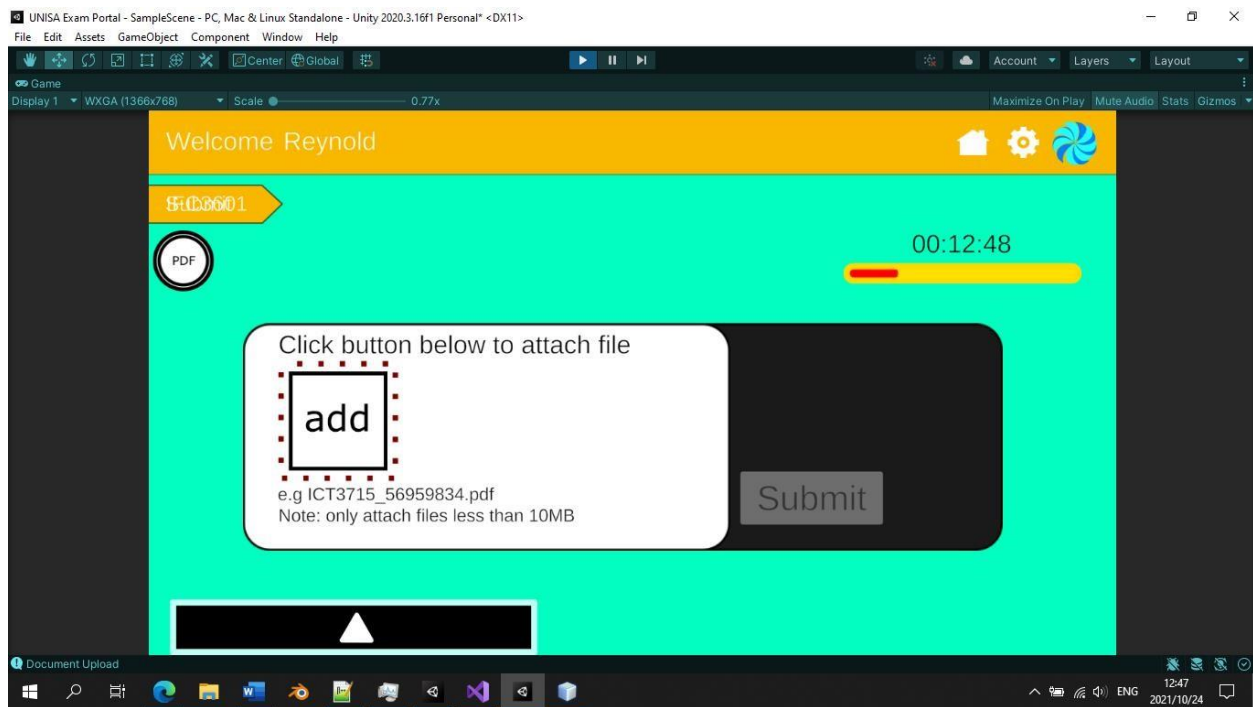 UNISA Exam Portal - SampleScene - PC, Mac & Linux Standalone - Unity 2020.3.16f1 Personal* <DX11>
File Edit Assets GameObject Component Window Help
Center Global Account Layers Layout
Game
Display 1 WXGA (1366x768) Scale 0.77x Maximize On Play Mute Audio Stats Gizmos
Welcome Reynold
PDF
00:12:48
Click button below to attach file
add
e.g ICT3715_56959834.pdf
Note: only attach files less than 10MB
Submit
Document Upload
ENG
12:47
2021/10/24